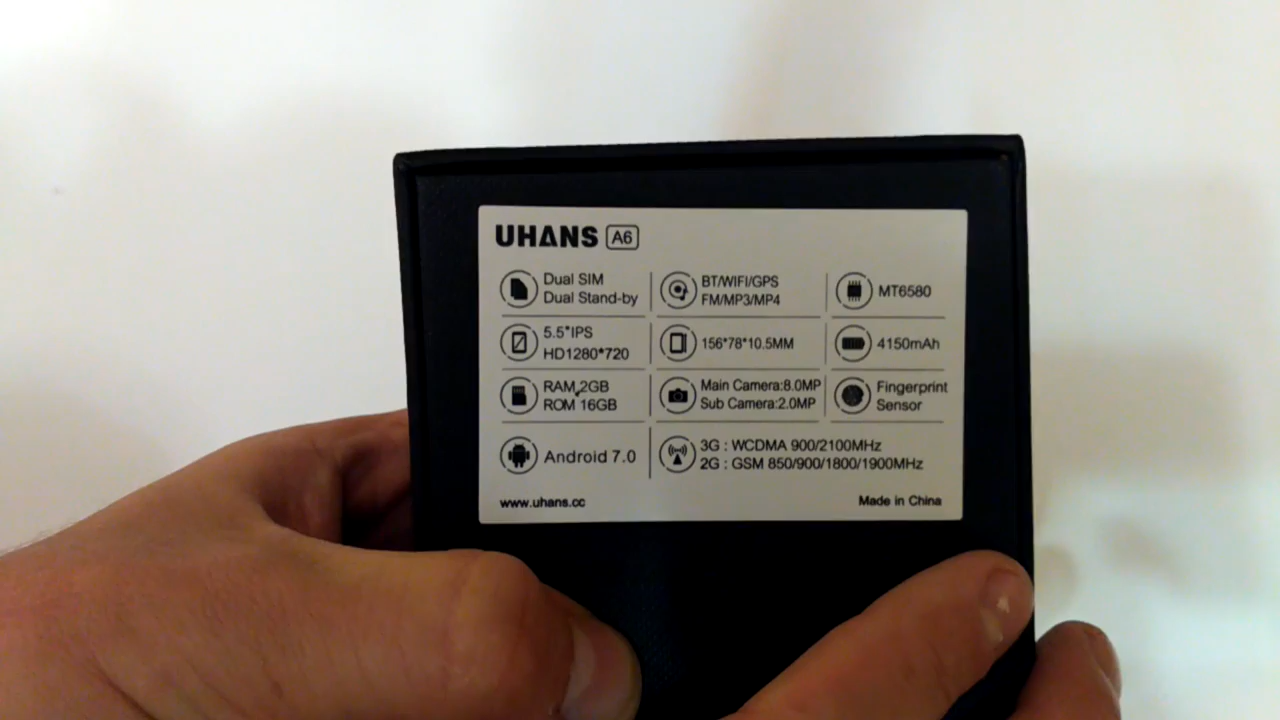 UHANS A6
Dual SIM
Dual Stand-by
BT/WIFI/GPS
FM/MP3/MP4
MT6580
5.5"IPS
HD1280*720
156*78*10.5MM
4150mAh
RAM 2GB
ROM 16GB
Main Camera:8.0MP
Sub Camera:2.0MP
Fingerprint
Sensor
Android 7.0
3G : WCDMA 900/2100MHz
2G : GSM 850/900/1800/1900MHz
www.uhans.cc
Made in China